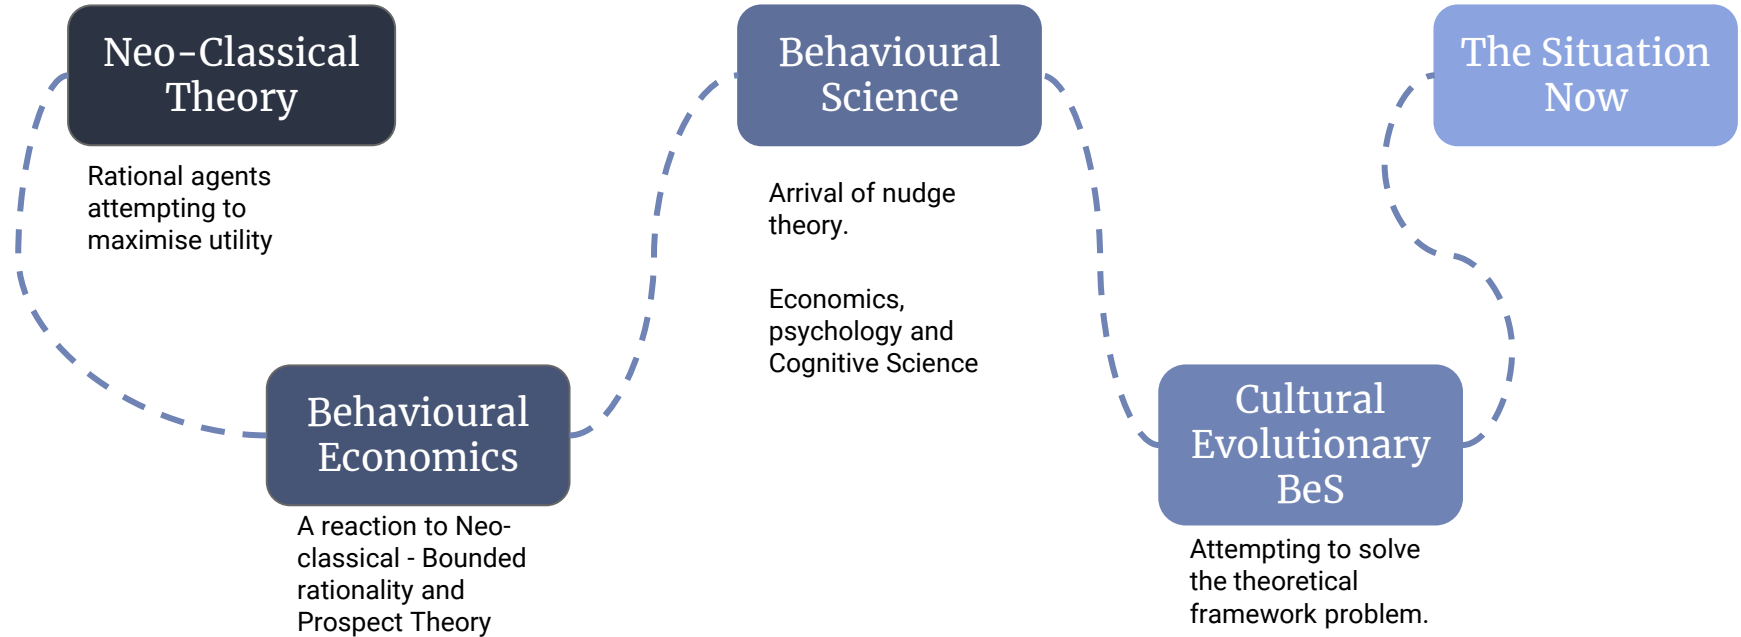 Neo-Classical
Theory
Rational agents
attempting to
maximise utility
Behavioural
Economics
A reaction to Neo-
classical - Bounded
rationality and
Prospect Theory
Behavioural
Science
Arrival of nudge
theory.
Economics,
psychology and
Cognitive Science
Cultural
Evolutionary
BeS
Attempting to solve
the theoretical
framework problem.
The Situation
Now